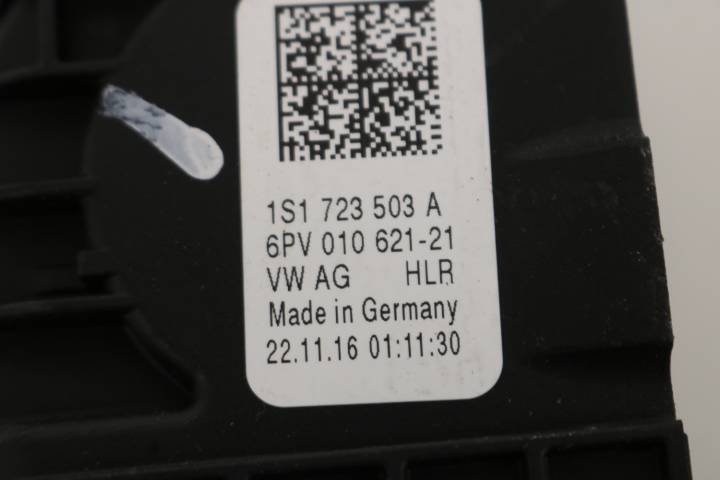 1S1 723 503 A
6PV 010 621-21
VW AG HLR
Made in Germany
22.11.16 01:11:30